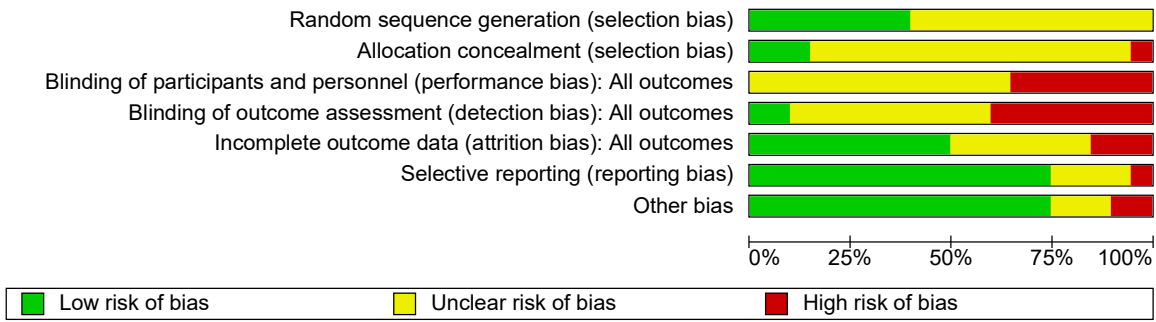 Random sequence generation (selection bias)
Allocation concealment (selection bias)
Blinding of participants and personnel (performance bias): All outcomes
Blinding of outcome assessment (detection bias): All outcomes
Incomplete outcome data (attrition bias): All outcomes
Selective reporting (reporting bias)
Other bias
0% 25% 50% 75% 100%
Low risk of bias Unclear risk of bias High risk of bias